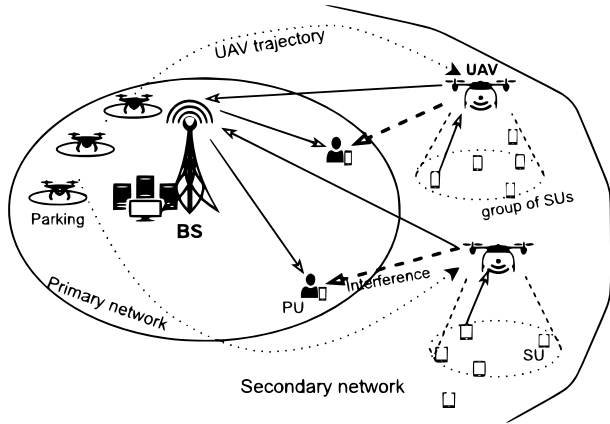 UAV trajectory
UAV
Parking
BS
group of SUs
PU
Interference
Primary network
SU
Secondary network